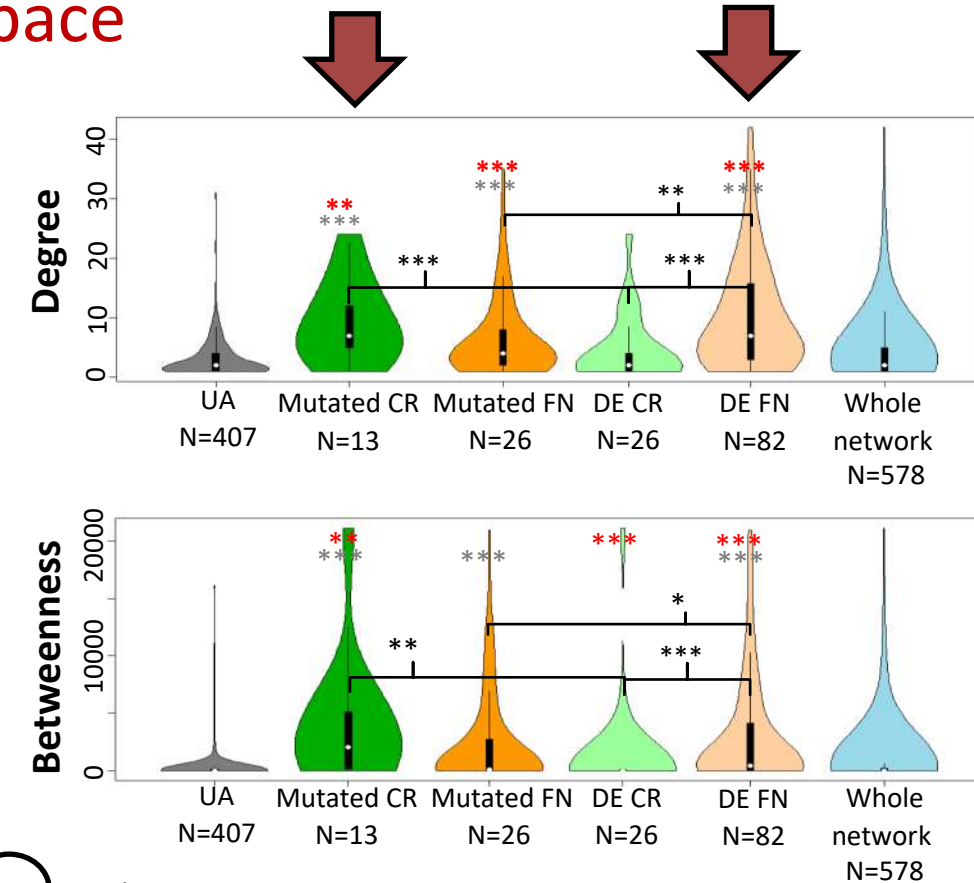 pace
Degree
40
30
20
10
0
**
***
***
***
***
***
***
**
***
UA
N=407
Mutated CR
N=13
Mutated FN
N=26
DE CR
N=26
DE FN
N=82
Whole
network
N=578
Betweenness
20000
10000
0
**
***
***
***
***
***
**
*
***
UA
N=407
Mutated CR
N=13
Mutated FN
N=26
DE CR
N=26
DE FN
N=82
Whole
network
N=578